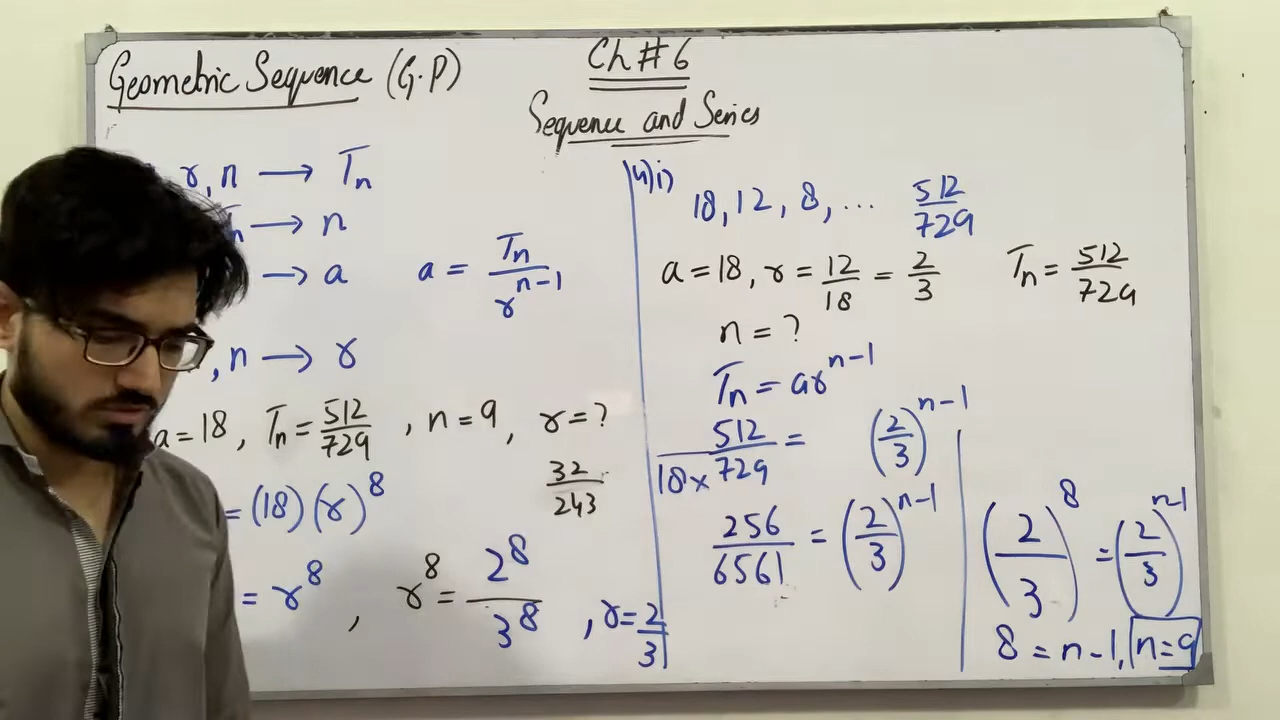 Geometric Sequence (G.P)
Ch # 6
Sequence and Series
r, n → Tn
→ n
→ a a = Tn / r^(n-1)
, n → r
a = 18, Tn = 512/729, n = 9, r = ?
32/243
= (18)(r)^8
= r^8, r^8 = 2^8/3^8, r = 2/3
4)i)
18, 12, 8, ... 512/729
a = 18, r = 12/18 = 2/3 Tn = 512/729
n = ?
Tn = ar^(n-1)
512/(18 × 729) = (2/3)^(n-1)
256/6561 = (2/3)^(n-1)
(2/3)^8 = (2/3)^(n-1)
8 = n-1, n = 9